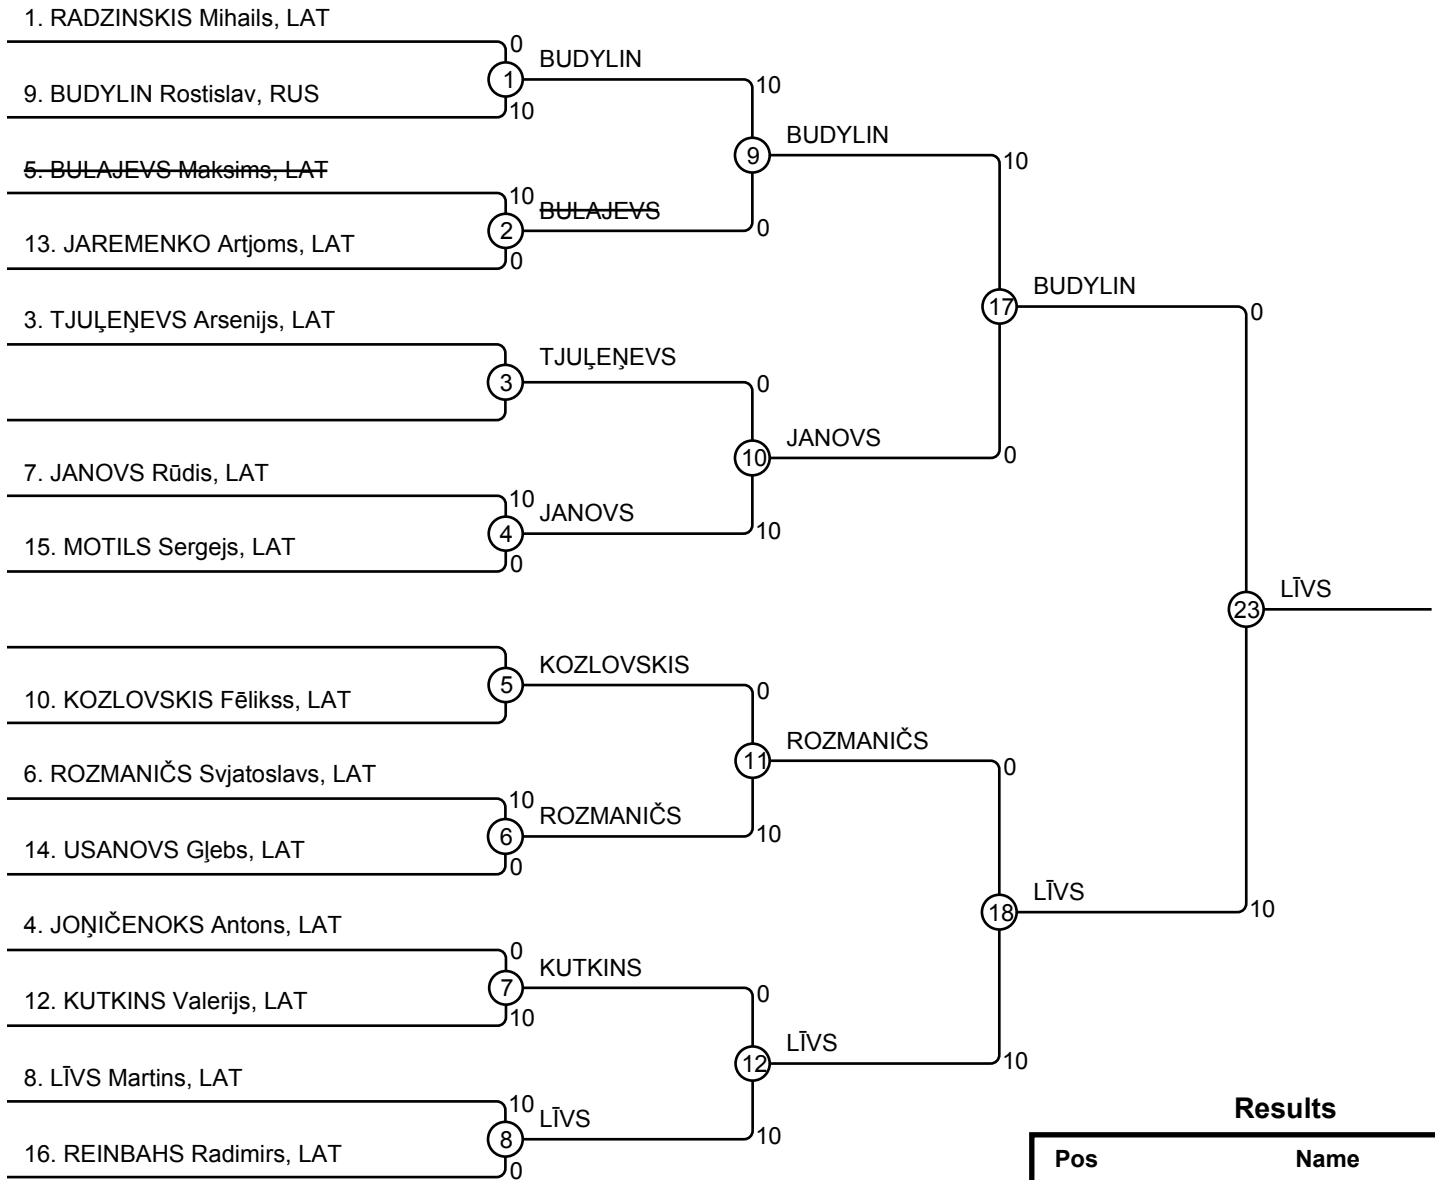 1. RADZINSKIS Mihails, LAT
0
BUDYLIN
1
10
9. BUDYLIN Rostislav, RUS
10
BUDYLIN
9
10
5. BULAJEVS Maksims, LAT
10
BULAJEVS
2
0
13. JAREMENKO Artjoms, LAT
0
BUDYLIN
17
0
3. TJUĻEŅEVS Arsenijs, LAT
TJUĻEŅEVS
3
0
JANOVS
10
0
7. JANOVS Rūdis, LAT
10
JANOVS
4
10
15. MOTILS Sergejs, LAT
0
LĪVS
23
KOZLOVSKIS
5
0
10. KOZLOVSKIS Fēlikss, LAT
ROZMANIČS
11
0
6. ROZMANIČS Svjatoslavs, LAT
10
ROZMANIČS
6
10
14. USANOVS Gļebs, LAT
0
LĪVS
18
10
4. JOŅIČENOKS Antons, LAT
0
KUTKINS
7
0
12. KUTKINS Valerijs, LAT
10
LĪVS
12
10
8. LĪVS Martins, LAT
10
LĪVS
8
10
16. REINBAHS Radimirs, LAT
0
Results
Pos Name